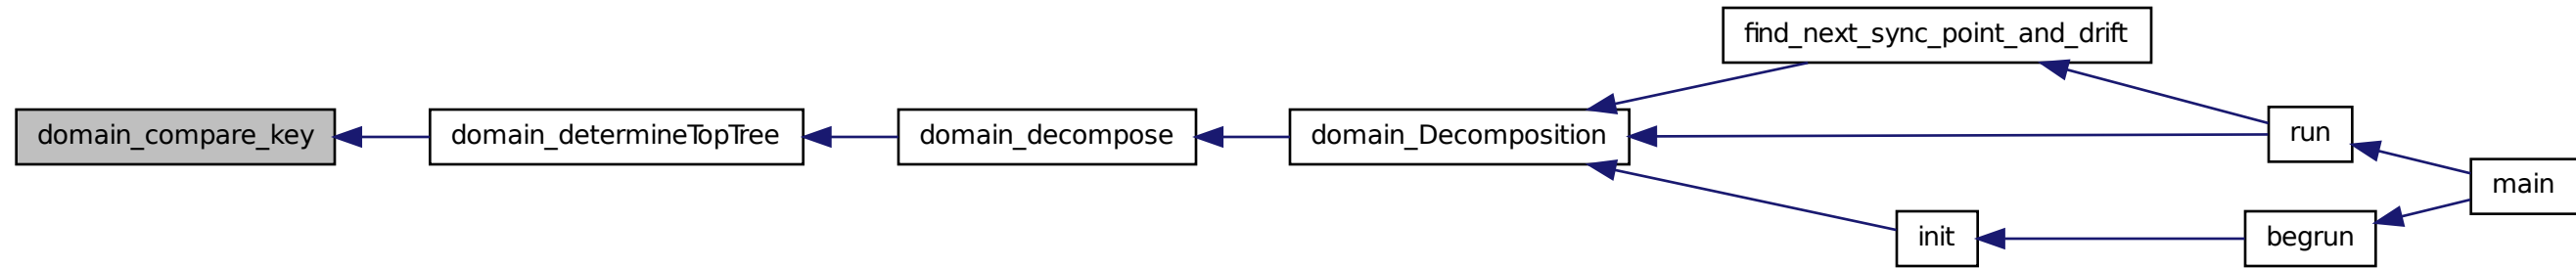 domain_compare_key
domain_determineTopTree
domain_decompose
domain_Decomposition
find_next_sync_point_and_drift
run
main
init
begrun